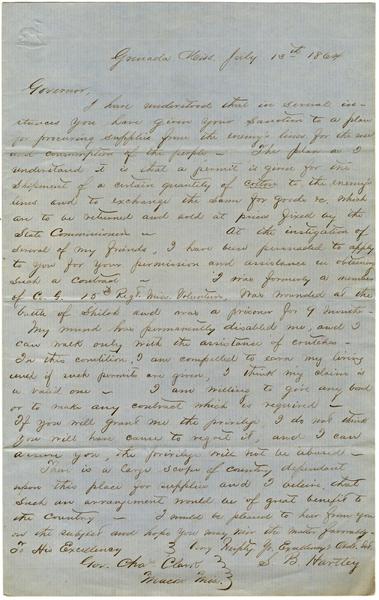 Grenada Miss. July 13th 1864
Governor,
I have understood that in several in-
stances you have given your sanction to a plan
for procuring supplies from the enemy's lines for the use
and consumption of the people — The plan as I
understand it is that a permit is given for the
shipment of a certain quantity of cotton to the enemy's
lines and to exchange the same for goods &c. which
are to be returned and sold at prices fixed by the
State Commissioner — At the instigation of
several of my friends, I have been persuaded to apply
to you for your permission and assistance in obtaining
such a contract — I was formerly a member
of Co. G. 15th Regt. Miss. Volunteers. Was wounded at the
battle of Shiloh and was a prisoner for 9 months —
My wound has permanently disabled me, and I
can walk only with the assistance of crutches —
In this condition, I am compelled to earn my living
and if such permits are given, I think my claim is
a valid one — I am willing to give any bond
or to make any contract which is required —
If you will grant me the privilege I do not think
you will have cause to regret it, and I can
assure you, the privilege will not be abused —
There is a large scope of country dependent
upon this place for supplies and I believe that
such an arrangement would be of great benefit to
the country — I would be pleased to hear from you
on the subject and hope you may view the matter favorably —
To His Excellency Very Respty Yr. Excellency's Obt. Svt.
Gov. Chas Clark S. B. Hartley
Macon Miss.